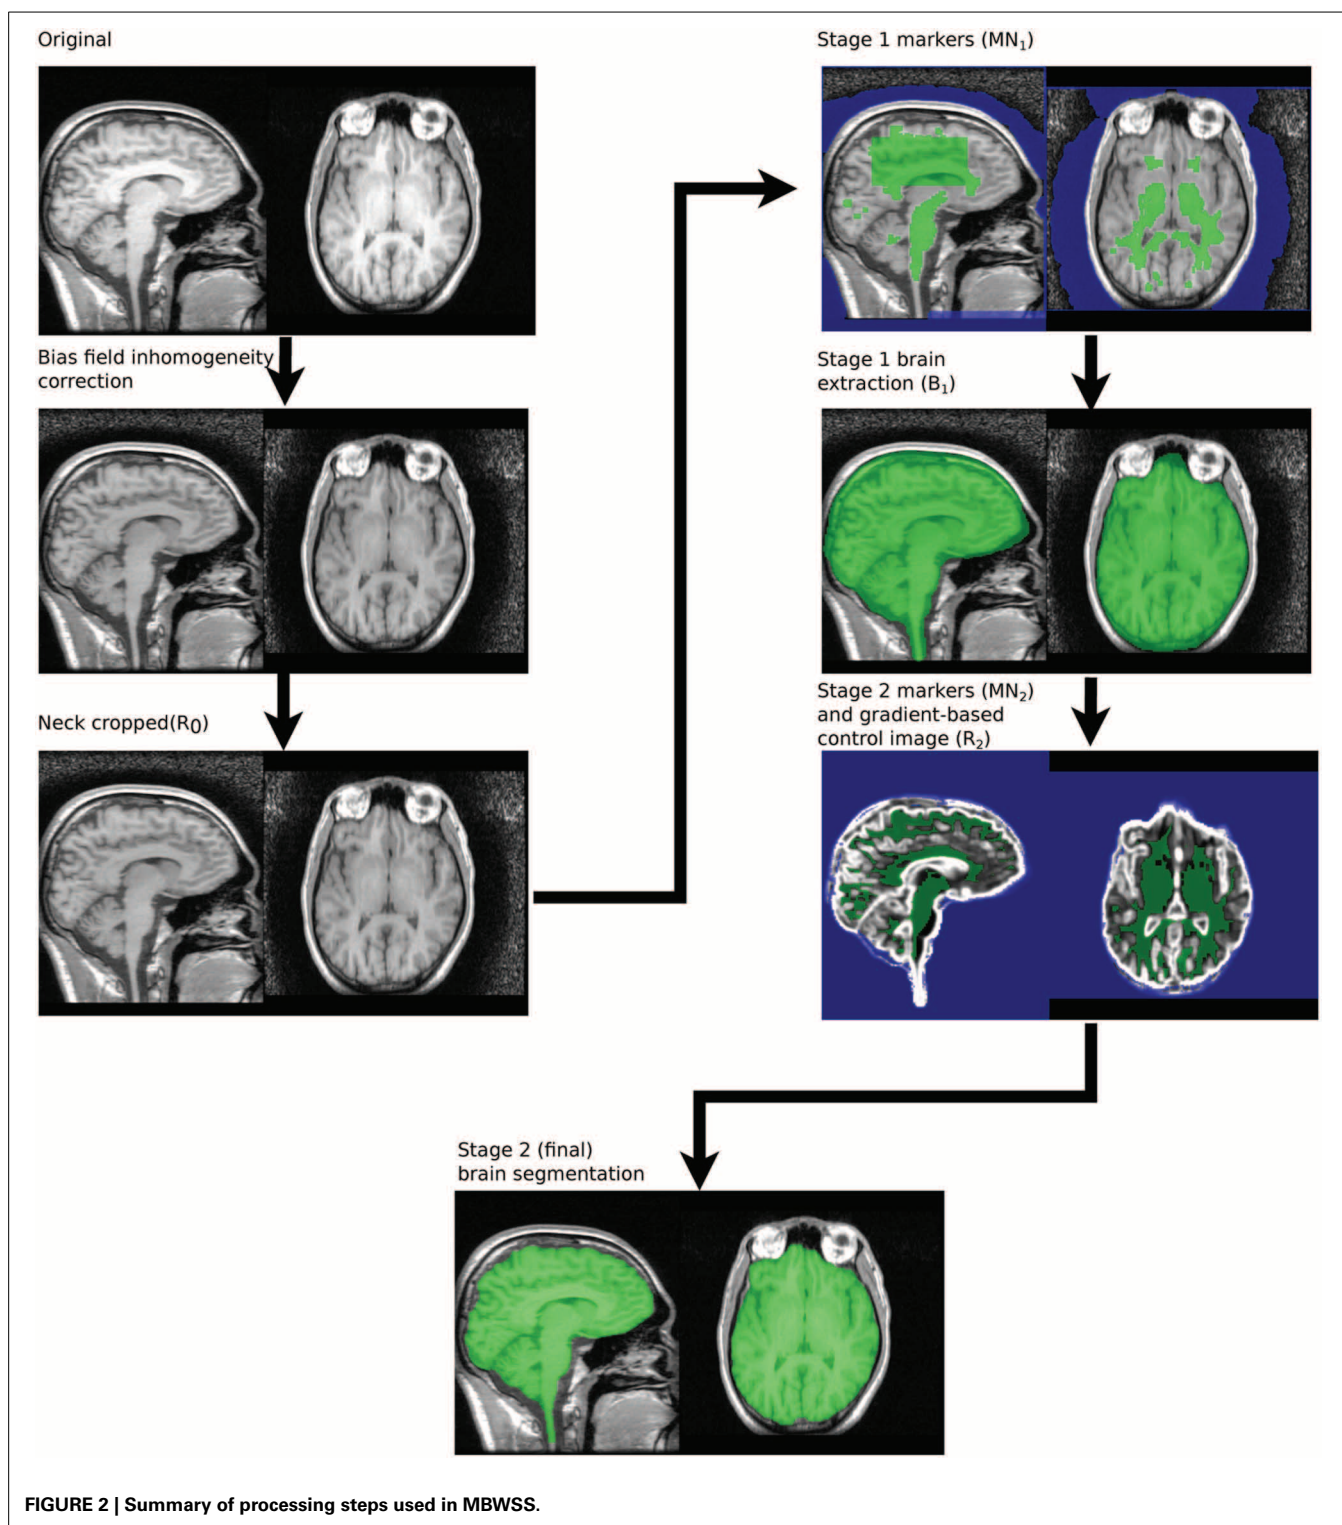 Original
Bias field inhomogeneity
correction
Neck cropped(R0)
Stage 1 markers (MN₁)
Stage 1 brain
extraction (B₁)
Stage 2 markers (MN₂)
and gradient-based
control image (R₂)
Stage 2 (final)
brain segmentation
FIGURE 2 | Summary of processing steps used in MBWSS.